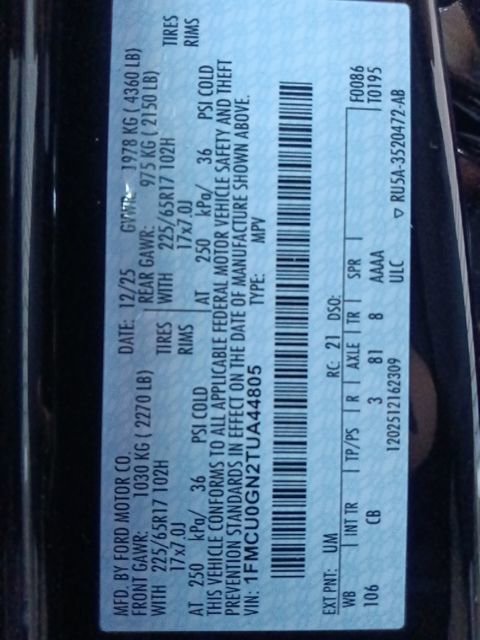 MFD. BY FORD MOTOR CO. DATE: 12/25 GVWR: 1978 KG ( 4360 LB)
FRONT GAWR: 1030 KG ( 2270 LB) REAR GAWR: 975 KG ( 2150 LB)
WITH 225/65R17 102H TIRES WITH 225/65R17 102H TIRES
17x7.0J RIMS 17x7.0J RIMS
AT 250 kPa/ 36 PSI COLD AT 250 kPa/ 36 PSI COLD
THIS VEHICLE CONFORMS TO ALL APPLICABLE FEDERAL MOTOR VEHICLE SAFETY AND THEFT
PREVENTION STANDARDS IN EFFECT ON THE DATE OF MANUFACTURE SHOWN ABOVE.
VIN: 1FMCU0GN2TUA44805 TYPE: MPV
EXT PNT: UM RC: 21 DSO: F0086
T0195
WB INT TR TP/PS R AXLE TR SPR
106 CB 3 81 8 AAAA
1202512162309 ULC ▽ RU5A-3520472-AB